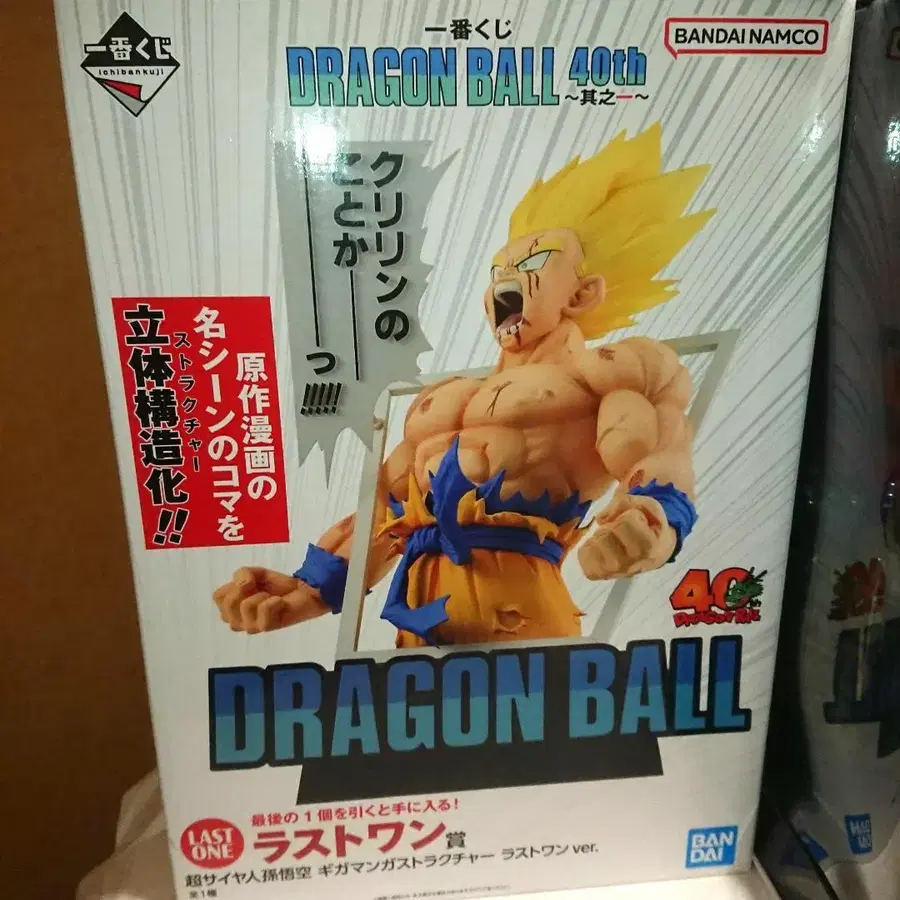 一番くじ
ichibankuji
一番くじ
DRAGON BALL 40th
～其之一～
BANDAI NAMCO
クリリンの
ことか――っ!!!!!
原作漫画の
名シーンのコマを
ストラクチャー
立体構造化!!
40th
DRAGON BALL
DRAGON BALL
LAST
ONE
最後の1個を引くと手に入る!
ラストワン賞
超サイヤ人孫悟空 ギガマンガストラクチャー ラストワンver.
全1種
BAN
DAI